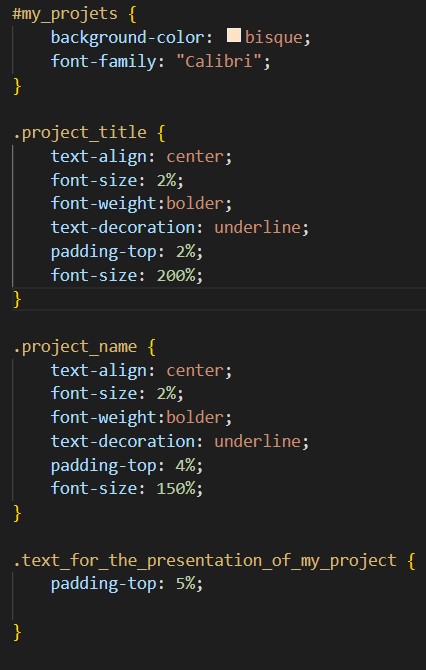 #my_projets {
    background-color: bisque;
    font-family: "Calibri";
}

.project_title {
    text-align: center;
    font-size: 2%;
    font-weight:bolder;
    text-decoration: underline;
    padding-top: 2%;
    font-size: 200%;
}

.project_name {
    text-align: center;
    font-size: 2%;
    font-weight:bolder;
    text-decoration: underline;
    padding-top: 4%;
    font-size: 150%;
}

.text_for_the_presentation_of_my_project {
    padding-top: 5%;

}